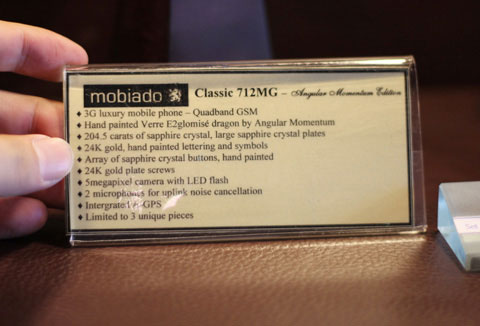 mobiado Classic 712MG – Angular Momentum Edition
♦ 3G luxury mobile phone – Quadband GSM
♦ Hand painted Verre E2glomisé dragon by Angular Momentum
♦ 204.5 carats of sapphire crystal, large sapphire crystal plates
♦ 24K gold, hand painted lettering and symbols
♦ Array of sapphire crystal buttons, hand painted
♦ 24K gold plate screws
♦ 5megapixel camera with LED flash
♦ 2 microphones for uplink noise cancellation
♦ Intergrated A-GPS
♦ Limited to 3 unique pieces